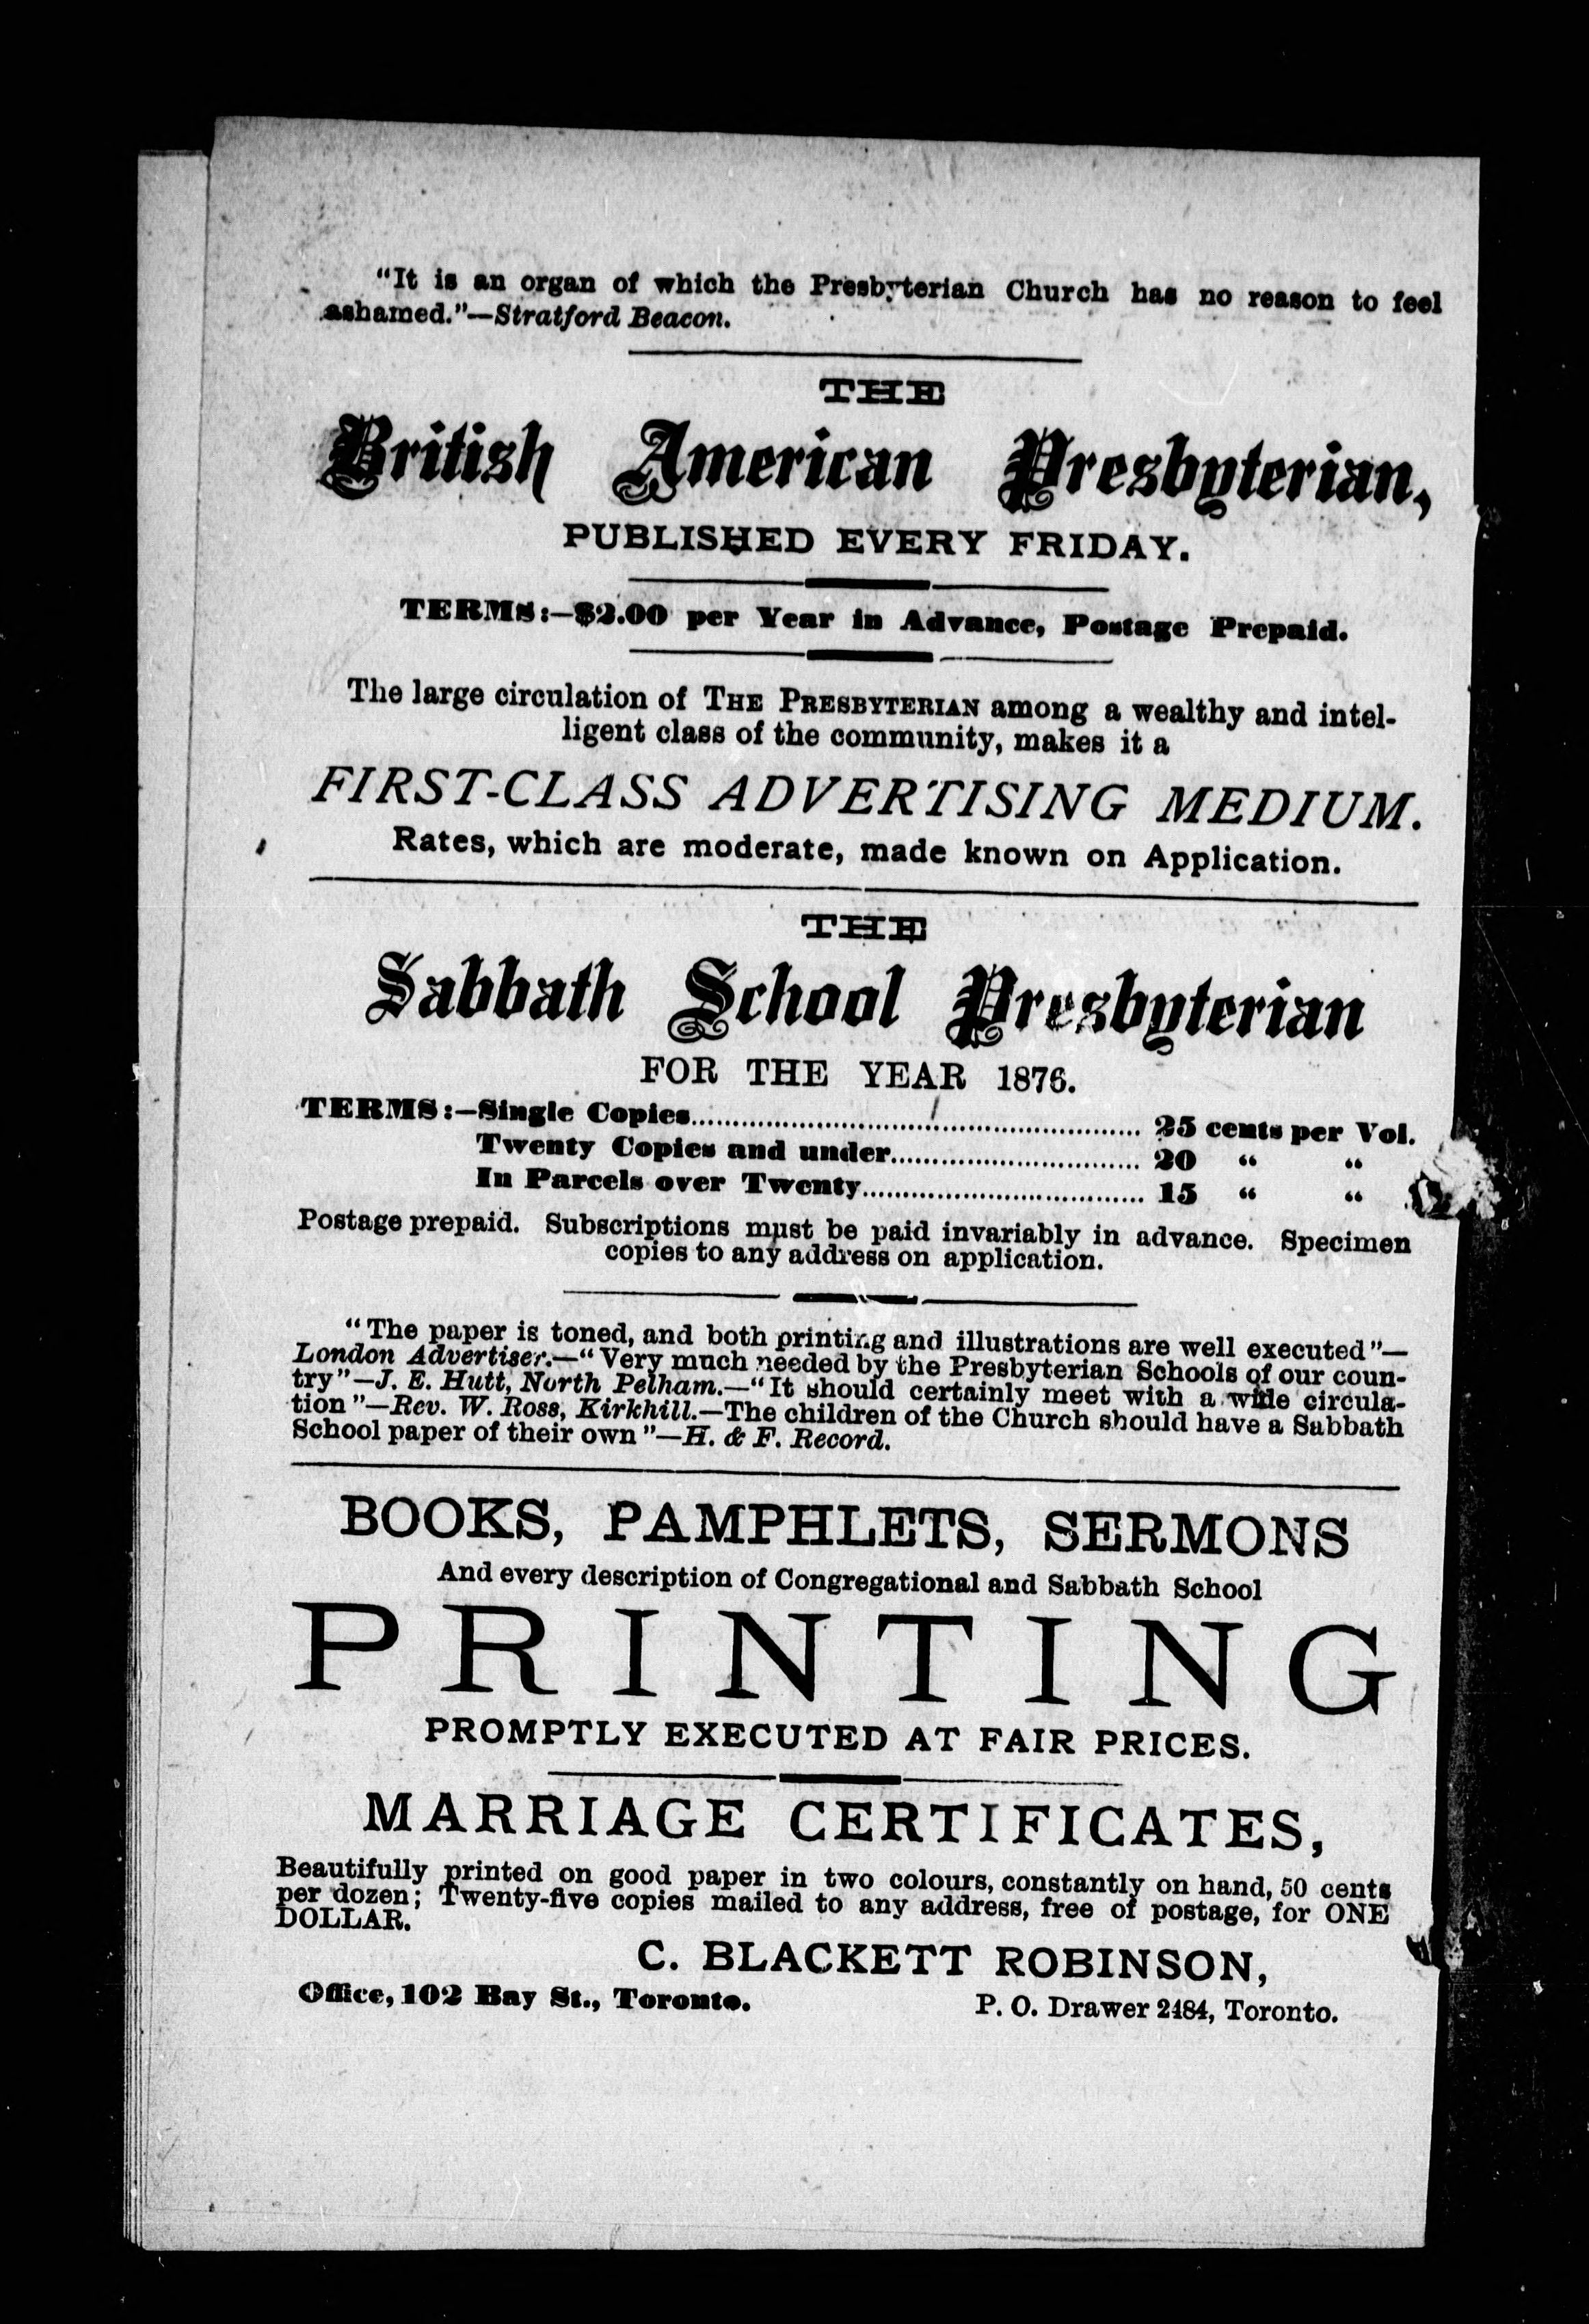 "It is an organ of which the Presbyterian Church has no reason to feel
ashamed."—Stratford Beacon.
THE
British American Presbyterian,
PUBLISHED EVERY FRIDAY.
TERMS:—$2.00 per Year in Advance, Postage Prepaid.
The large circulation of THE PRESBYTERIAN among a wealthy and intel-
ligent class of the community, makes it a
FIRST-CLASS ADVERTISING MEDIUM.
Rates, which are moderate, made known on Application.
THE
Sabbath School Presbyterian
FOR THE YEAR 1876.
TERMS:—Single Copies........................ 25 cents per Vol.
Twenty Copies and under........................ 20 " "
In Parcels over Twenty........................ 15 " "
Postage prepaid. Subscriptions must be paid invariably in advance. Specimen
copies to any address on application.
"The paper is toned, and both printing and illustrations are well executed"—
London Advertiser.—"Very much needed by the Presbyterian Schools of our coun-
try"—J. E. Hutt, North Pelham.—"It should certainly meet with a wide circula-
tion"—Rev. W. Ross, Kirkhill.—The children of the Church should have a Sabbath
School paper of their own"—H. & F. Record.
BOOKS, PAMPHLETS, SERMONS
And every description of Congregational and Sabbath School
PRINTING
PROMPTLY EXECUTED AT FAIR PRICES.
MARRIAGE CERTIFICATES,
Beautifully printed on good paper in two colours, constantly on hand, 50 cents
per dozen; Twenty-five copies mailed to any address, free of postage, for ONE
DOLLAR.
C. BLACKETT ROBINSON,
Office, 102 Bay St., Toronto.
P. O. Drawer 2484, Toronto.